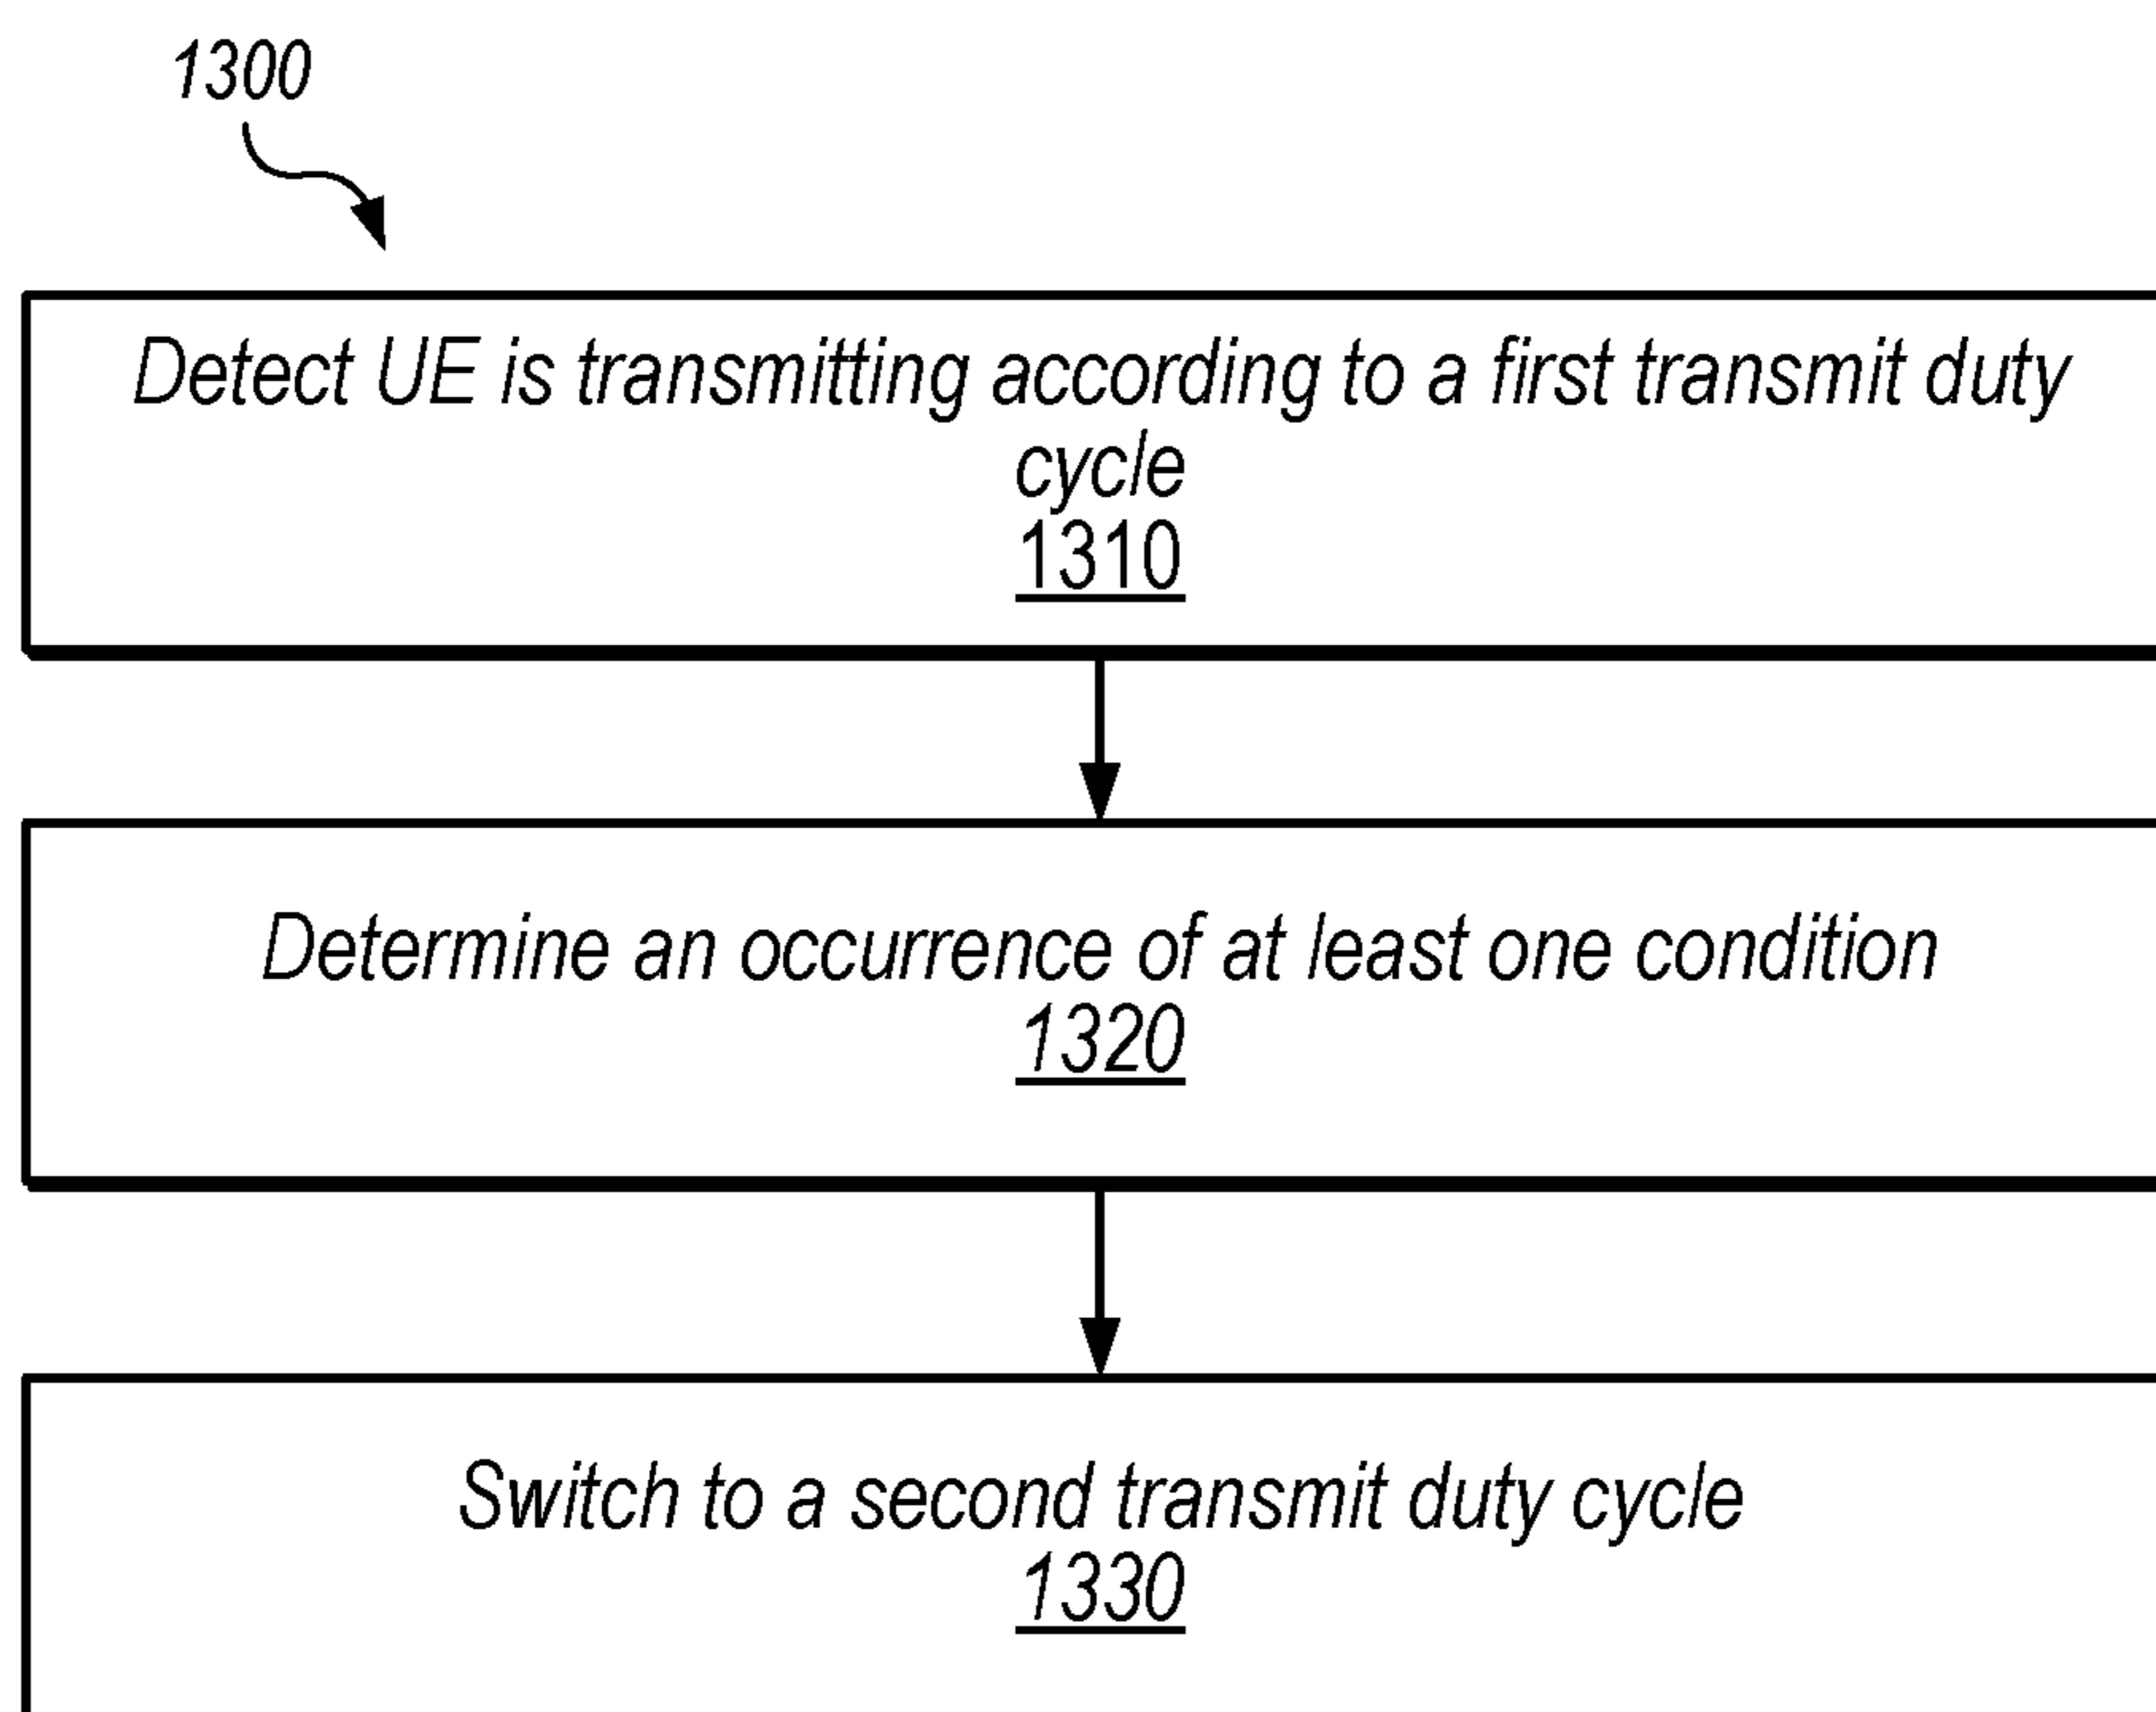 1300
Detect UE is transmitting according to a first transmit duty
cycle
1310
Determine an occurrence of at least one condition
1320
Switch to a second transmit duty cycle
1330